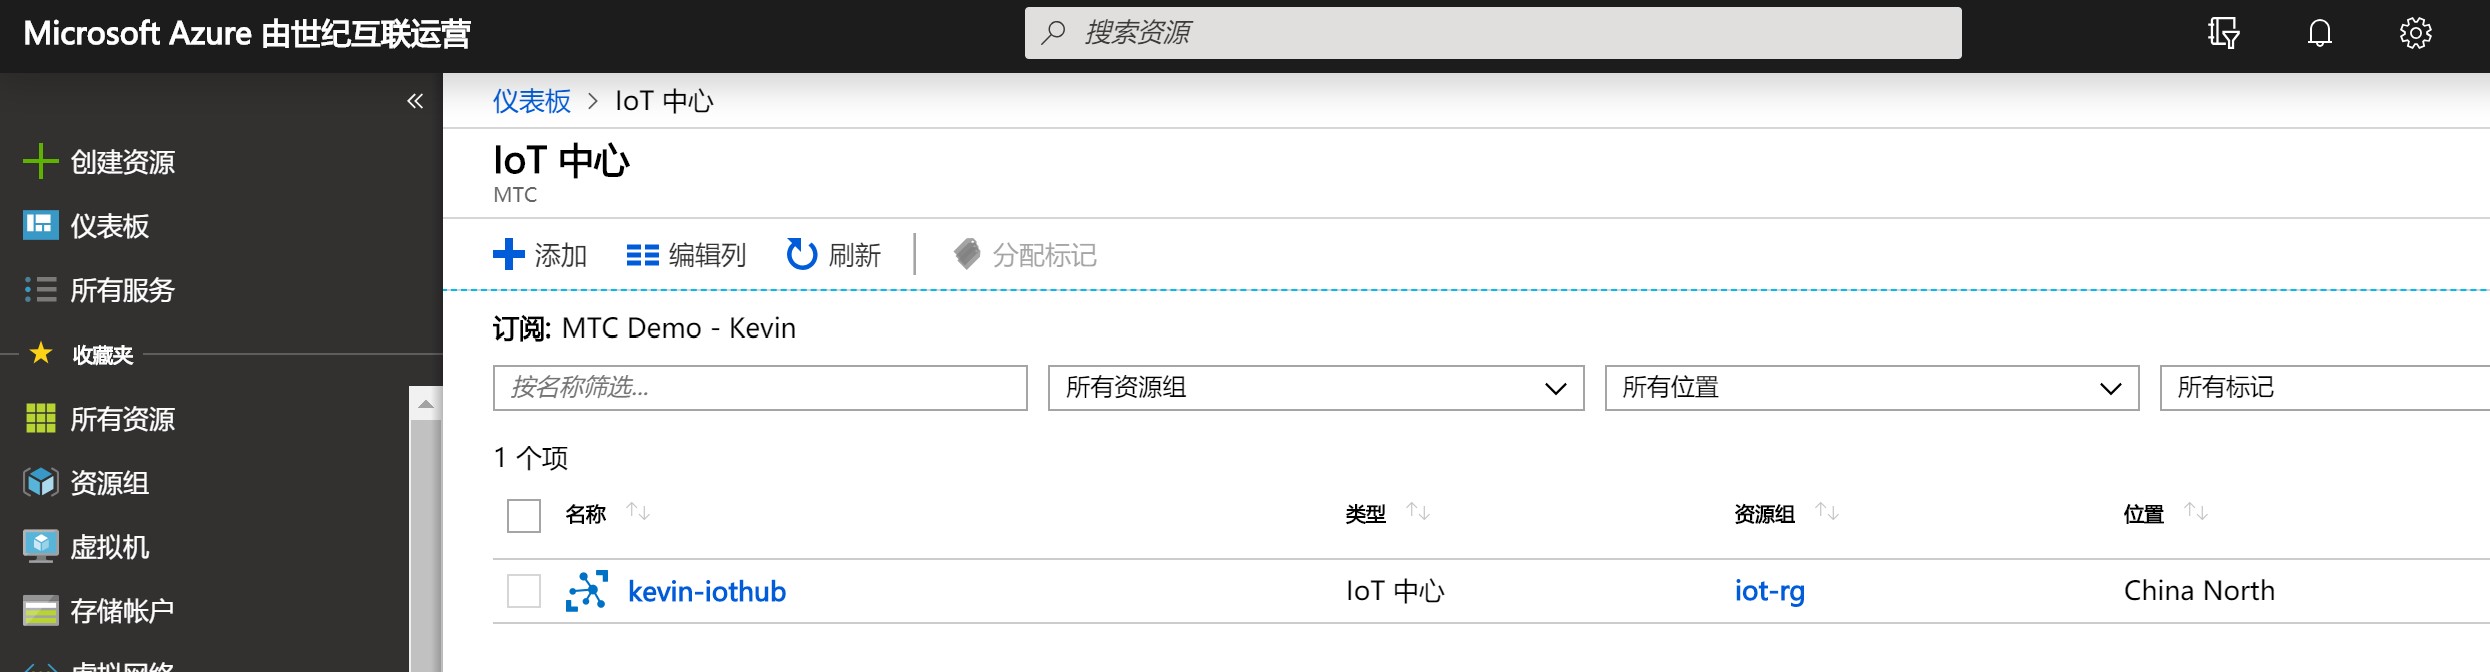 Microsoft Azure 由世纪互联运营
搜索资源
创建资源
仪表板
所有服务
收藏夹
所有资源
资源组
虚拟机
存储帐户
虚拟网络
仪表板 > IoT 中心
IoT 中心
MTC
添加 编辑列 刷新 分配标记
订阅: MTC Demo - Kevin
按名称筛选... 所有资源组 所有位置 所有标记
1 个项
名称 类型 资源组 位置
kevin-iothub IoT 中心 iot-rg China North